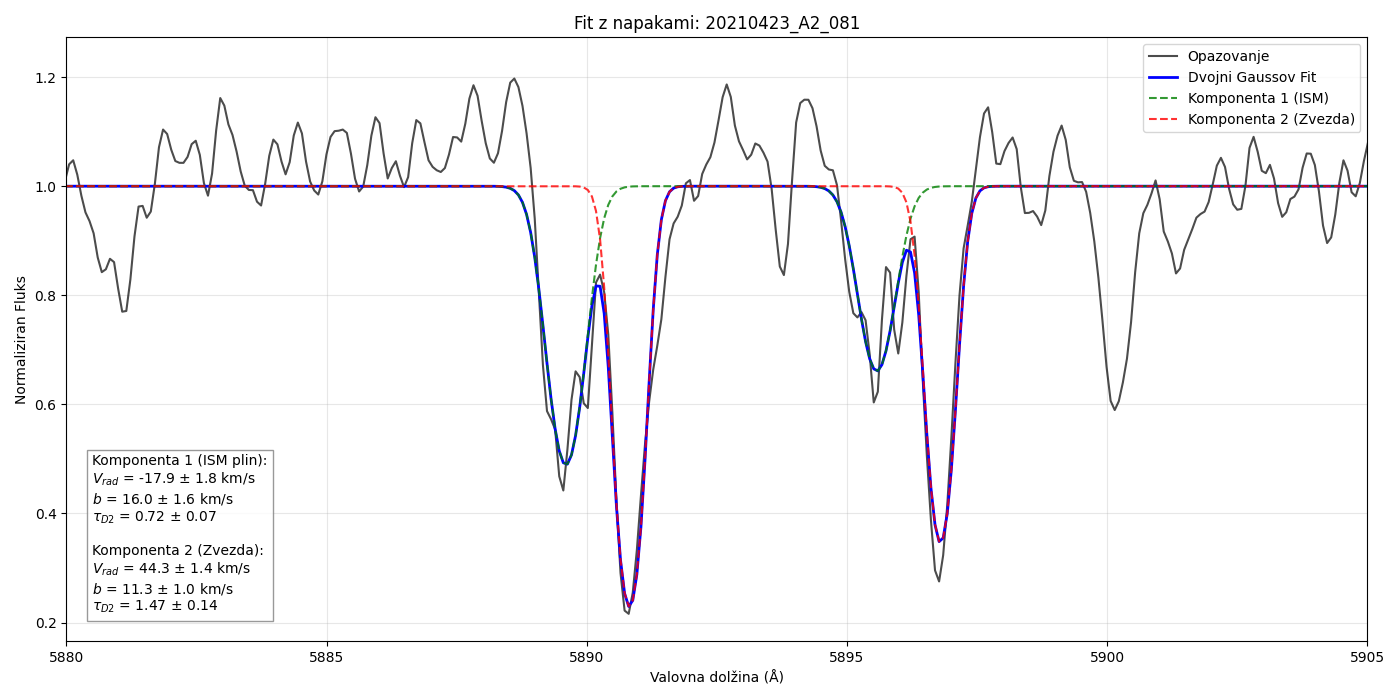 Fit z napakami: 20210423_A2_081
Normaliziran Fluks
1.2
1.0
0.8
0.6
0.4
0.2
Opazovanje
Dvojni Gaussov Fit
Komponenta 1 (ISM)
Komponenta 2 (Zvezda)
Komponenta 1 (ISM plin):
V_rad = -17.9 ± 1.8 km/s
b = 16.0 ± 1.6 km/s
τ_D2 = 0.72 ± 0.07
Komponenta 2 (Zvezda):
V_rad = 44.3 ± 1.4 km/s
b = 11.3 ± 1.0 km/s
τ_D2 = 1.47 ± 0.14
5880 5885 5890 5895 5900 5905
Valovna dolžina (Å)